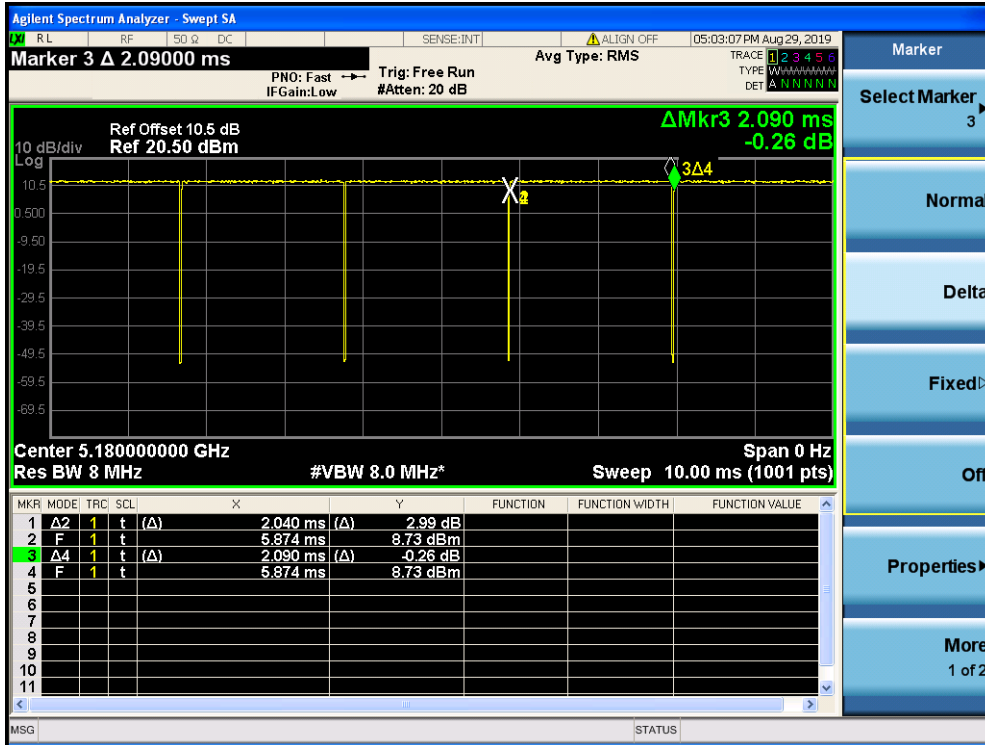 Agilent Spectrum Analyzer - Swept SA
LXI RL RF 50 Ω DC SENSE:INT ALIGN OFF 05:03:07 PM Aug 29, 2019
Marker 3 Δ 2.09000 ms
PNO: Fast
IFGain:Low
Trig: Free Run
#Atten: 20 dB
Avg Type: RMS
TRACE 1 2 3 4 5 6
TYPE W
DET A N N N N N
Ref Offset 10.5 dB
10 dB/div Ref 20.50 dBm
Log
ΔMkr3 2.090 ms
-0.26 dB
3Δ4
10.5
0.500
-9.50
-19.5
-29.5
-39.5
-49.5
-59.5
-69.5
Center 5.180000000 GHz Span 0 Hz
Res BW 8 MHz #VBW 8.0 MHz* Sweep 10.00 ms (1001 pts)
MKR MODE TRC SCL X Y FUNCTION FUNCTION WIDTH FUNCTION VALUE
1 Δ2 1 t (Δ) 2.040 ms (Δ) 2.99 dB
2 F 1 t 5.874 ms 8.73 dBm
3 Δ4 1 t (Δ) 2.090 ms (Δ) -0.26 dB
4 F 1 t 5.874 ms 8.73 dBm
5
6
7
8
9
10
11
MSG STATUS
Marker
Select Marker
3
Normal
Delta
Fixed
Off
Properties
More
1 of 2